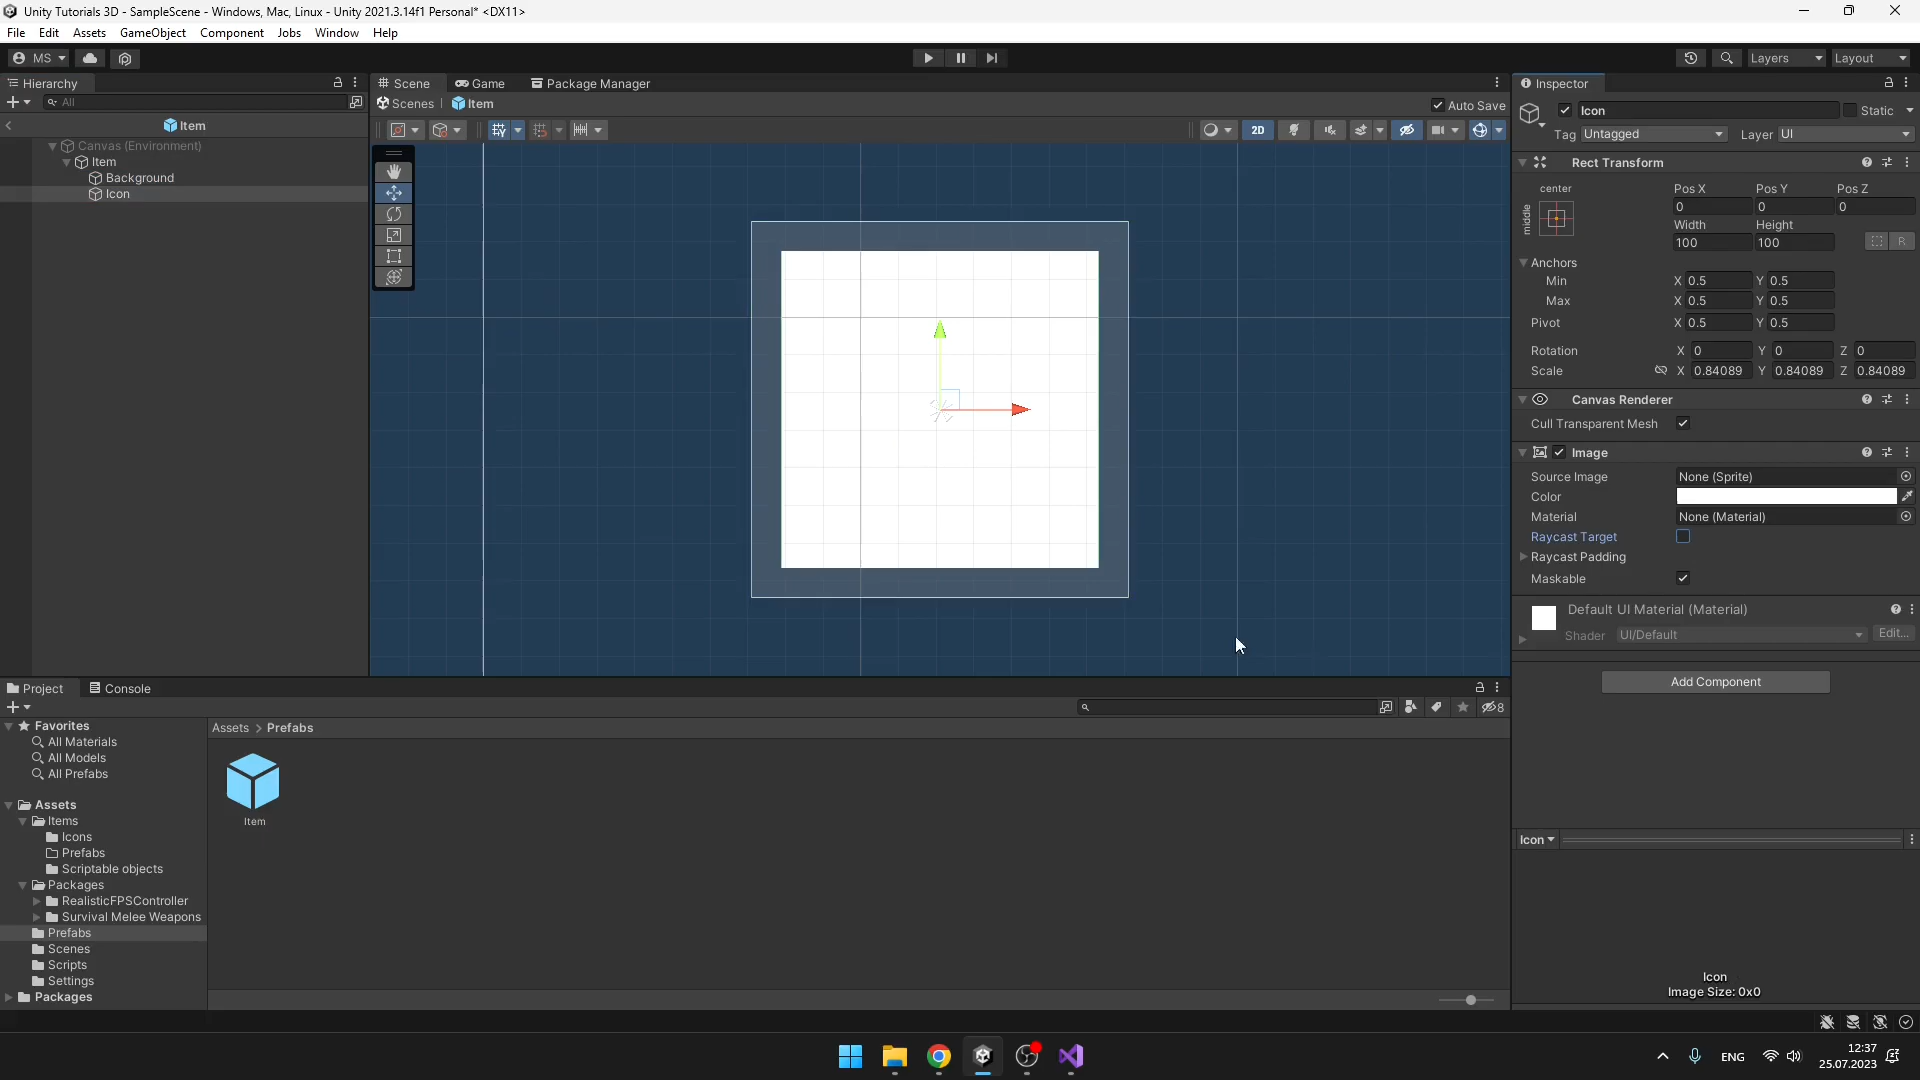 Unity Tutorials 3D - SampleScene - Windows, Mac, Linux - Unity 2021.3.14f1 Personal* <DX11>
File Edit Assets GameObject Component Jobs Window Help
MS
Layers Layout
Hierarchy
All
Item
Canvas (Environment)
Item
Background
Icon
Scene Game Package Manager
Scenes Item Auto Save
2D
Inspector
Icon Static
Tag Untagged Layer UI
Rect Transform
center
middle
Pos X Pos Y Pos Z
0 0 0
Width Height
100 100
R
Anchors
Min X 0.5 Y 0.5
Max X 0.5 Y 0.5
Pivot X 0.5 Y 0.5
Rotation X 0 Y 0 Z 0
Scale X 0.84089 Y 0.84089 Z 0.84089
Canvas Renderer
Cull Transparent Mesh
Image
Source Image None (Sprite)
Color
Material None (Material)
Raycast Target
Raycast Padding
Maskable
Default UI Material (Material)
Shader UI/Default Edit...
Add Component
Icon
Icon
Image Size: 0x0
Project Console
8
Favorites
All Materials
All Models
All Prefabs
Assets
Items
Icons
Prefabs
Scriptable objects
Packages
RealisticFPSController
Survival Melee Weapons
Prefabs
Scenes
Scripts
Settings
Packages
Assets > Prefabs
Item
ENG
12:37
25.07.2023